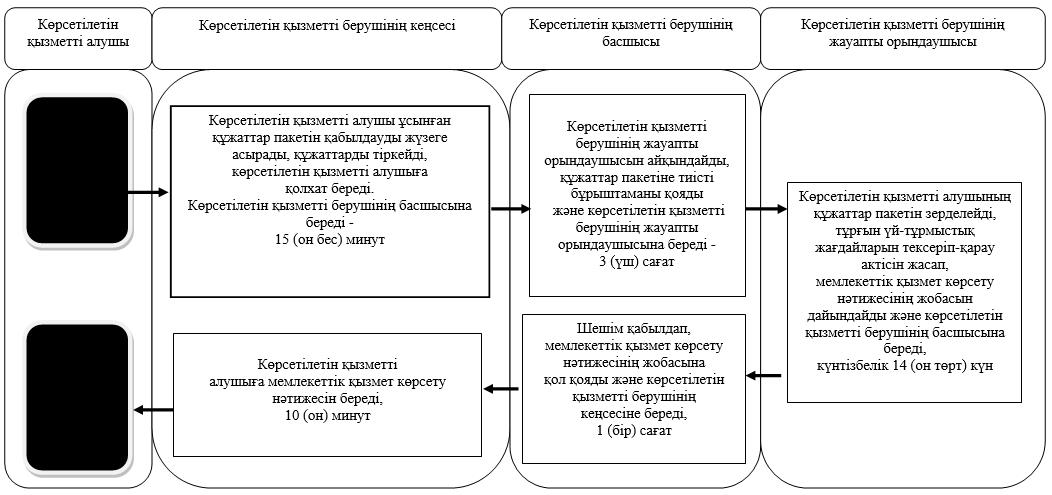 Көрсетілетін
қызметті алушы
Көрсетілетін қызметті берушінің кеңсесі
Көрсетілетін қызметті берушінің
басшысы
Көрсетілетін қызметті берушінің
жауапты орындаушысы
Көрсетілетін қызметті алушы ұсынған
құжаттар пакетін қабылдауды жүзеге
асырады, құжаттарды тіркейді,
көрсетілетін қызметті алушыға
қолхат береді.
Көрсетілетін қызметті берушінің басшысына
береді -
15 (он бес) минут
Көрсетілетін қызметті
берушінің жауапты
орындаушысын айқындайды,
құжаттар пакетіне тиісті
бұрыштаманы қояды
және көрсетілетін қызметті
берушінің жауапты
орындаушысына береді -
3 (үш) сағат
Көрсетілетін қызметті алушының
құжаттар пакетін зерделейді,
тұрғын үй-тұрмыстық
жағдайларын тексеріп-қарау
актісін жасап,
мемлекеттік қызмет көрсету
нәтижесінің жобасын
дайындайды және көрсетілетін
қызметті берушінің басшысына
береді,
күнтізбелік 14 (он төрт) күн
Шешім қабылдап,
мемлекеттік қызмет көрсету
нәтижесінің жобасына
қол қояды және көрсетілетін
қызметті берушінің
кеңсесіне береді,
1 (бір) сағат
Көрсетілетін қызметті
алушыға мемлекеттік қызмет көрсету
нәтижесін береді,
10 (он) минут